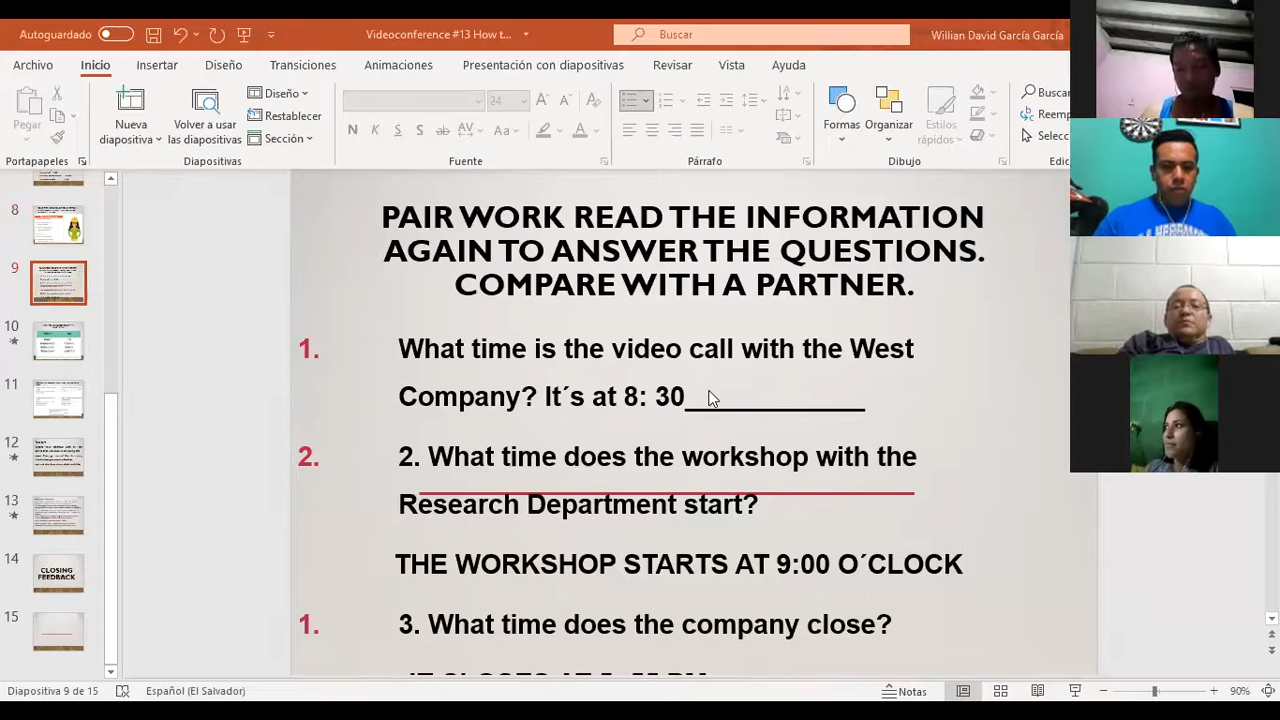 Autoguardado
Videoconference #13 How t...
Buscar
Willian David García García
Archivo
Inicio
Insertar
Diseño
Transiciones
Animaciones
Presentación con diapositivas
Revisar
Vista
Ayuda
Pegar
Nueva diapositiva
Volver a usar las diapositivas
Diseño
Restablecer
Sección
24
Formas
Organizar
Estilos rápidos
Buscar
Reemp
Selecc
Portapapeles
Diapositivas
Fuente
Párrafo
Dibujo
8
9
10
11
12
13
14
CLOSING
FEEDBACK
15
PAIR WORK READ THE INFORMATION
AGAIN TO ANSWER THE QUESTIONS.
COMPARE WITH A PARTNER.
1. What time is the video call with the West
Company? It´s at 8: 30____________
2. 2. What time does the workshop with the
Research Department start?
THE WORKSHOP STARTS AT 9:00 O´CLOCK
1. 3. What time does the company close?
Diapositiva 9 de 15
Español (El Salvador)
Notas
90%